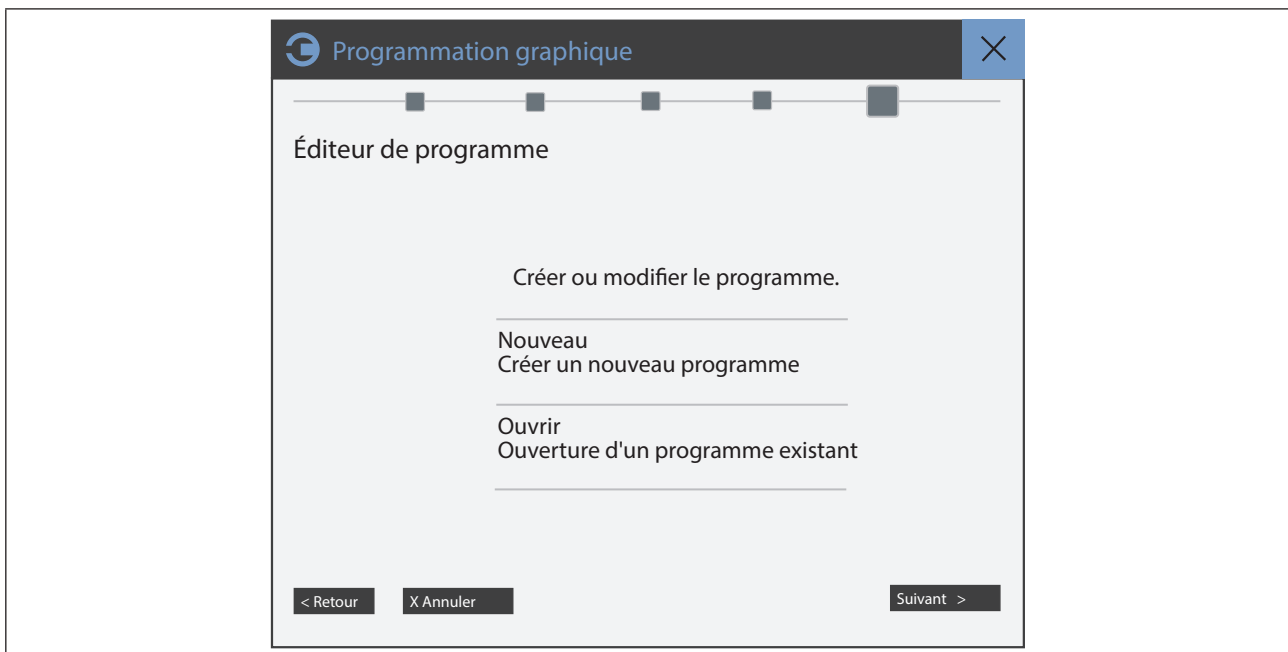 Programmation graphique
Éditeur de programme
Créer ou modifier le programme.
Nouveau
Créer un nouveau programme
Ouvrir
Ouverture d'un programme existant
< Retour
X Annuler
Suivant >